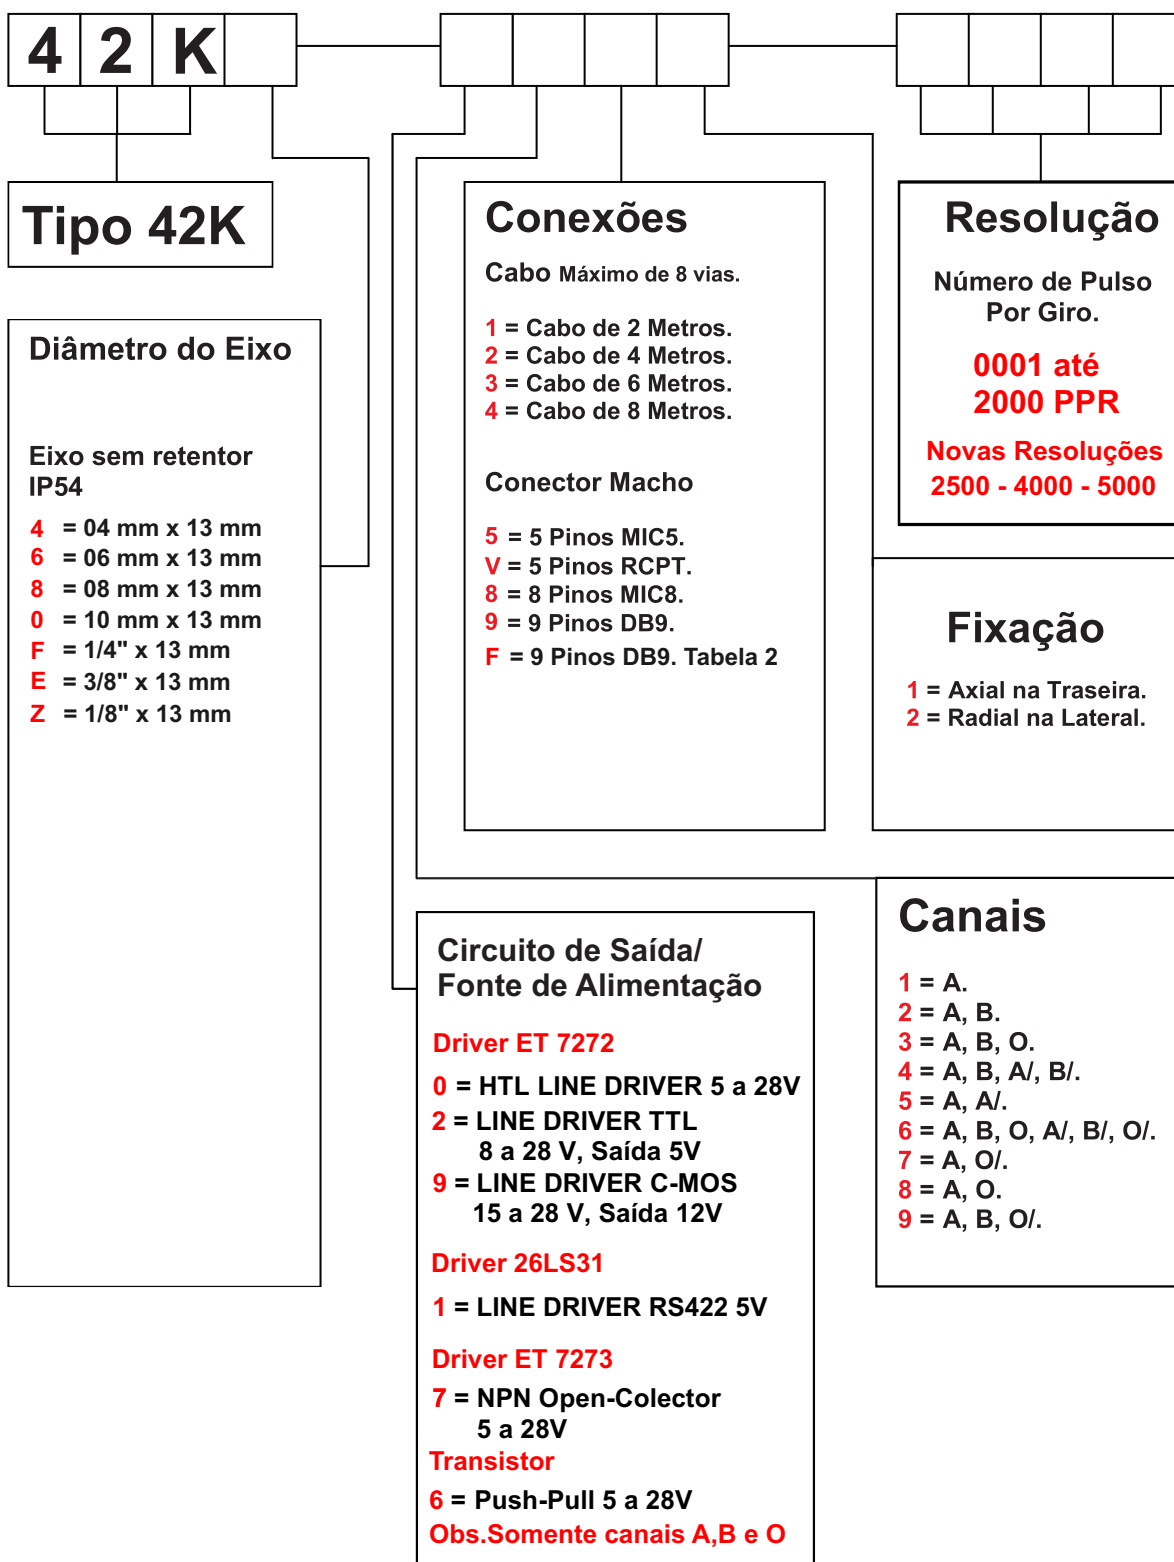 4 2 K
Tipo 42K
Diâmetro do Eixo
Eixo sem retentor
IP54
4 = 04 mm x 13 mm
6 = 06 mm x 13 mm
8 = 08 mm x 13 mm
0 = 10 mm x 13 mm
F = 1/4" x 13 mm
E = 3/8" x 13 mm
Z = 1/8" x 13 mm
Conexões
Cabo Máximo de 8 vias.
1 = Cabo de 2 Metros.
2 = Cabo de 4 Metros.
3 = Cabo de 6 Metros.
4 = Cabo de 8 Metros.
Conector Macho
5 = 5 Pinos MIC5.
V = 5 Pinos RCPT.
8 = 8 Pinos MIC8.
9 = 9 Pinos DB9.
F = 9 Pinos DB9. Tabela 2
Resolução
Número de Pulso
Por Giro.
0001 até
2000 PPR
Novas Resoluções
2500 - 4000 - 5000
Fixação
1 = Axial na Traseira.
2 = Radial na Lateral.
Circuito de Saída/
Fonte de Alimentação
Driver ET 7272
0 = HTL LINE DRIVER 5 a 28V
2 = LINE DRIVER TTL
8 a 28 V, Saída 5V
9 = LINE DRIVER C-MOS
15 a 28 V, Saída 12V
Driver 26LS31
1 = LINE DRIVER RS422 5V
Driver ET 7273
7 = NPN Open-Colector
5 a 28V
Transistor
6 = Push-Pull 5 a 28V
Obs.Somente canais A,B e O
Canais
1 = A.
2 = A, B.
3 = A, B, O.
4 = A, B, A/, B/.
5 = A, A/.
6 = A, B, O, A/, B/, O/.
7 = A, O/.
8 = A, O.
9 = A, B, O/.